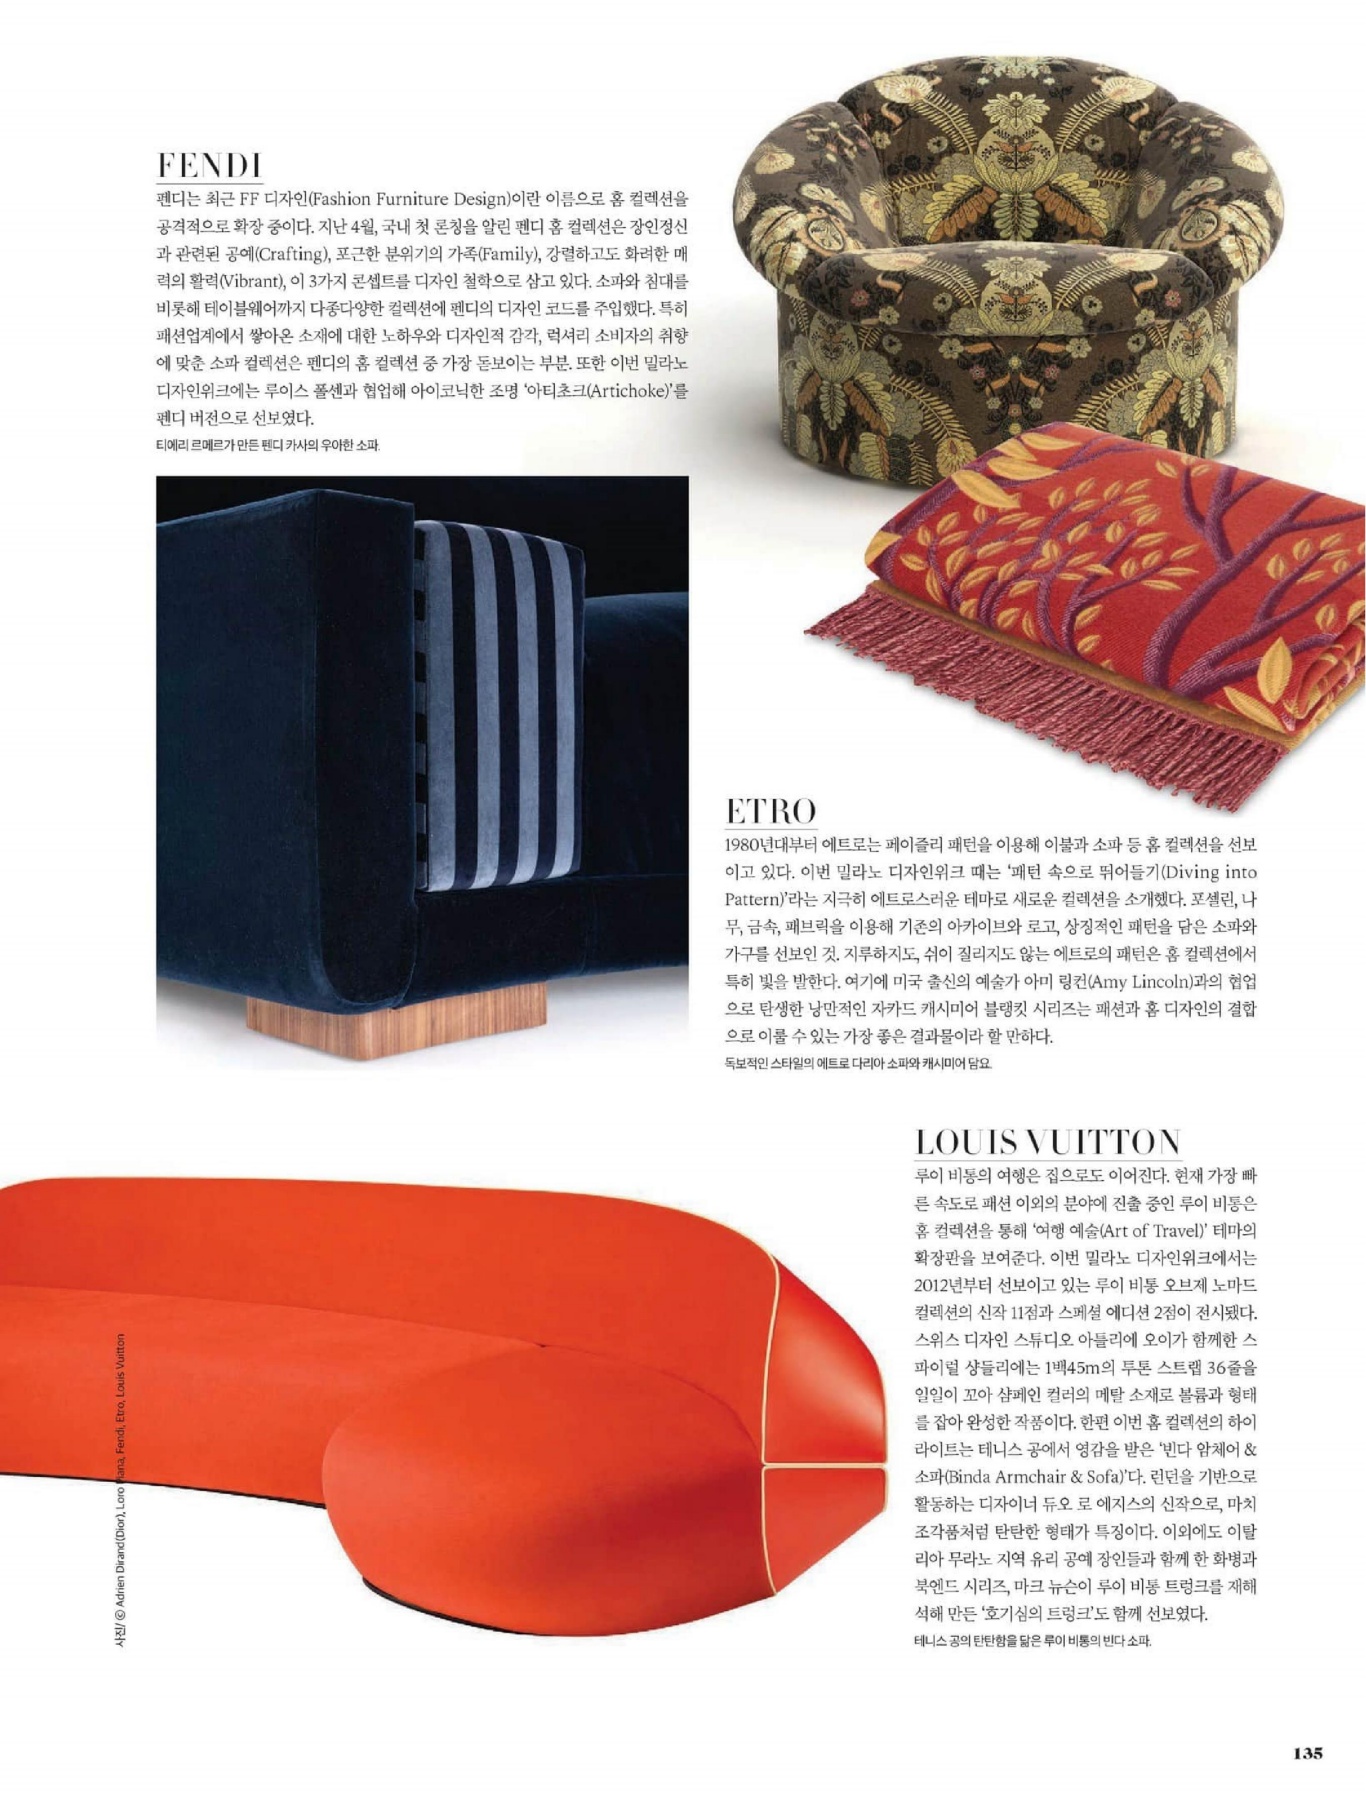 FENDI
펜디는 최근 FF 디자인(Fashion Furniture Design)이란 이름으로 홈 컬렉션을
공격적으로 확장 중이다. 지난 4월, 국내 첫 론칭을 알린 펜디 홈 컬렉션은 장인정신
과 관련된 공예(Crafting), 포근한 분위기의 가족(Family), 강렬하고도 화려한 매
력의 활력(Vibrant), 이 3가지 콘셉트를 디자인 철학으로 삼고 있다. 소파와 침대를
비롯해 테이블웨어까지 다종다양한 컬렉션에 펜디의 디자인 코드를 주입했다. 특히
패션업계에서 쌓아온 소재에 대한 노하우와 디자인적 감각, 럭셔리 소비자의 취향
에 맞춘 소파 컬렉션은 펜디의 홈 컬렉션 중 가장 돋보이는 부분. 또한 이번 밀라노
디자인위크에는 루이스 폴센과 협업해 아이코닉한 조명 ‘아티초크(Artichoke)’를
펜디 버전으로 선보였다.
티에리 르메르가 만든 펜디 카사의 우아한 소파.
ETRO
1980년대부터 에트로는 페이즐리 패턴을 이용해 이불과 소파 등 홈 컬렉션을 선보
이고 있다. 이번 밀라노 디자인위크 때는 ‘패턴 속으로 뛰어들기(Diving into
Pattern)’라는 지극히 에트로스러운 테마로 새로운 컬렉션을 소개했다. 포셀린, 나
무, 금속, 패브릭을 이용해 기존의 아카이브와 로고, 상징적인 패턴을 담은 소파와
가구를 선보인 것. 지루하지도, 쉬이 질리지도 않는 에트로의 패턴은 홈 컬렉션에서
특히 빛을 발한다. 여기에 미국 출신의 예술가 아미 링컨(Amy Lincoln)과의 협업
으로 탄생한 낭만적인 자카드 캐시미어 블랭킷 시리즈는 패션과 홈 디자인의 결합
으로 이룰 수 있는 가장 좋은 결과물이라 할 만하다.
독보적인 스타일의 에트로 다리아 소파와 캐시미어 담요.
LOUIS VUITTON
루이 비통의 여행은 집으로도 이어진다. 현재 가장 빠
른 속도로 패션 이외의 분야에 진출 중인 루이 비통은
홈 컬렉션을 통해 ‘여행 예술(Art of Travel)’ 테마의
확장판을 보여준다. 이번 밀라노 디자인위크에서는
2012년부터 선보이고 있는 루이 비통 오브제 노마드
컬렉션의 신작 11점과 스페셜 에디션 2점이 전시됐다.
스위스 디자인 스튜디오 아틀리에 오이가 함께한 스
파이럴 샹들리에는 1백45m의 투톤 스트랩 36줄을
일일이 꼬아 샴페인 컬러의 메탈 소재로 볼륨과 형태
를 잡아 완성한 작품이다. 한편 이번 홈 컬렉션의 하이
라이트는 테니스 공에서 영감을 받은 ‘빈다 암체어 &
소파(Binda Armchair & Sofa)’다. 런던을 기반으로
활동하는 디자이너 듀오 로 에지스의 신작으로, 마치
조각품처럼 탄탄한 형태가 특징이다. 이외에도 이탈
리아 무라노 지역 유리 공예 장인들과 함께 한 화병과
북엔드 시리즈, 마크 뉴슨이 루이 비통 트렁크를 재해
석해 만든 ‘호기심의 트렁크’도 함께 선보였다.
테니스 공의 탄탄함을 닮은 루이 비통의 빈다 소파.
사진/ © Adrien Dirand(Dior), Loro Piana, Fendi, Etro, Louis Vuitton
135